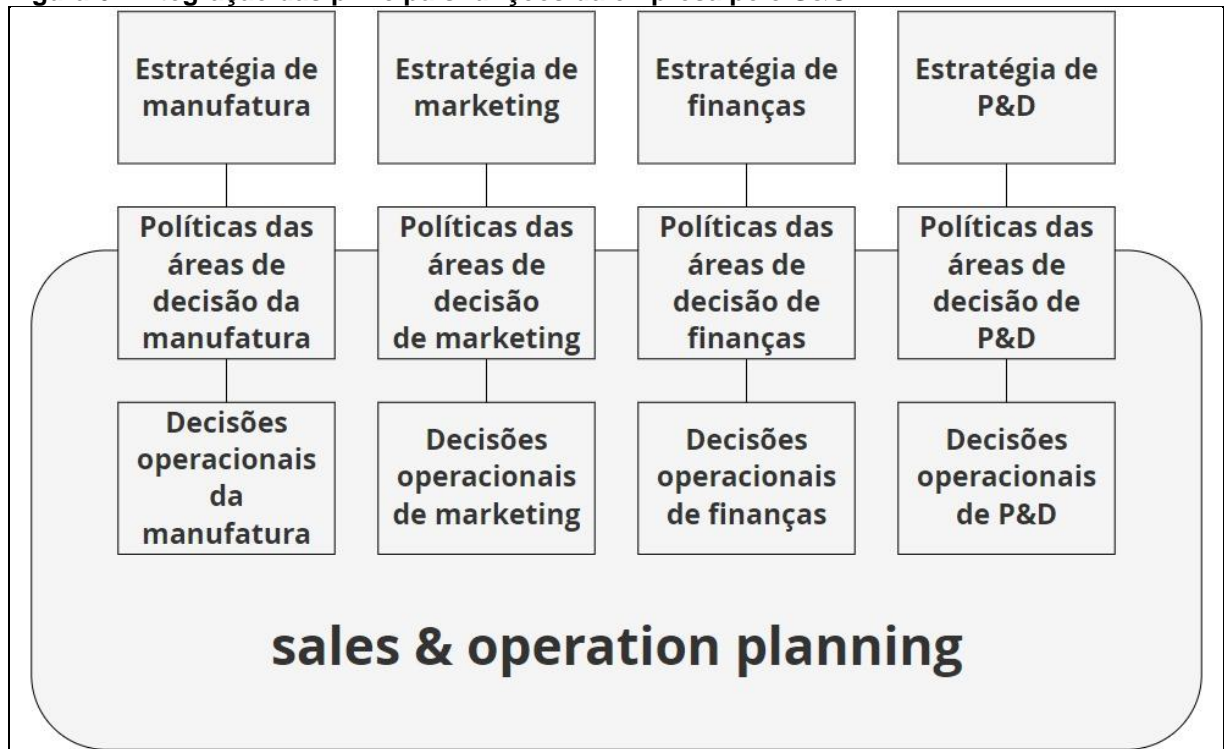 Estratégia de
manufatura
Estratégia de
marketing
Estratégia de
finanças
Estratégia de
P&D
Políticas das
áreas de
decisão da
manufatura
Políticas das
áreas de
decisão
de marketing
Políticas das
áreas de
decisão de
finanças
Políticas das
áreas de
decisão de
P&D
Decisões
operacionais
da
manufatura
Decisões
operacionais
de marketing
Decisões
operacionais
de finanças
Decisões
operacionais
de P&D
sales & operation planning